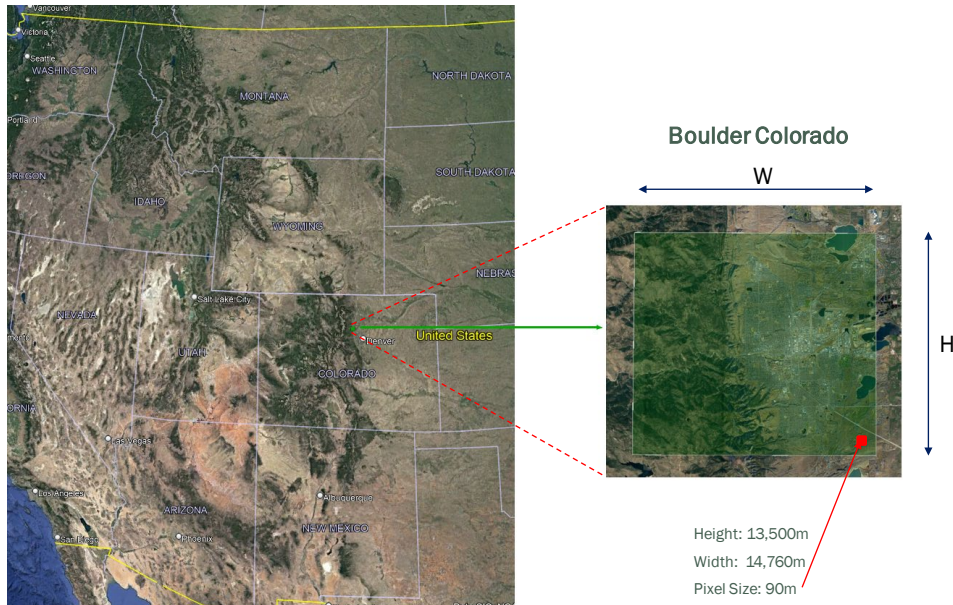 Vancouver
Victoria
Seattle
WASHINGTON
NORTH DAKOTA
MONTANA
Portland
SOUTH DAKOTA
OREGON
IDAHO
WYOMING
NEBRAS
Salt Lake City
NEVADA
United States
Denver
UTAH
COLORADO
ORNIA
Las Vegas
Los Angeles
Albuquerque
ARIZONA
NEW MEXICO
San Diego
Phoenix
Boulder Colorado
W
H
Height: 13,500m
Width: 14,760m
Pixel Size: 90m